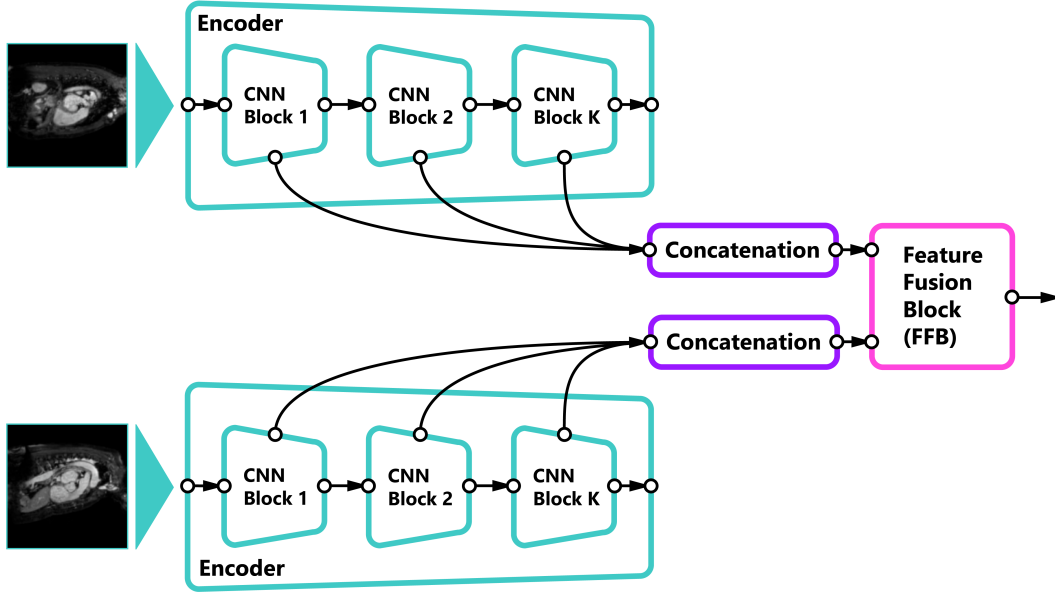 Encoder
CNN
Block 1
CNN
Block 2
CNN
Block K
Concatenation
Feature
Fusion
Block
(FFB)
Concatenation
CNN
Block 1
CNN
Block 2
CNN
Block K
Encoder